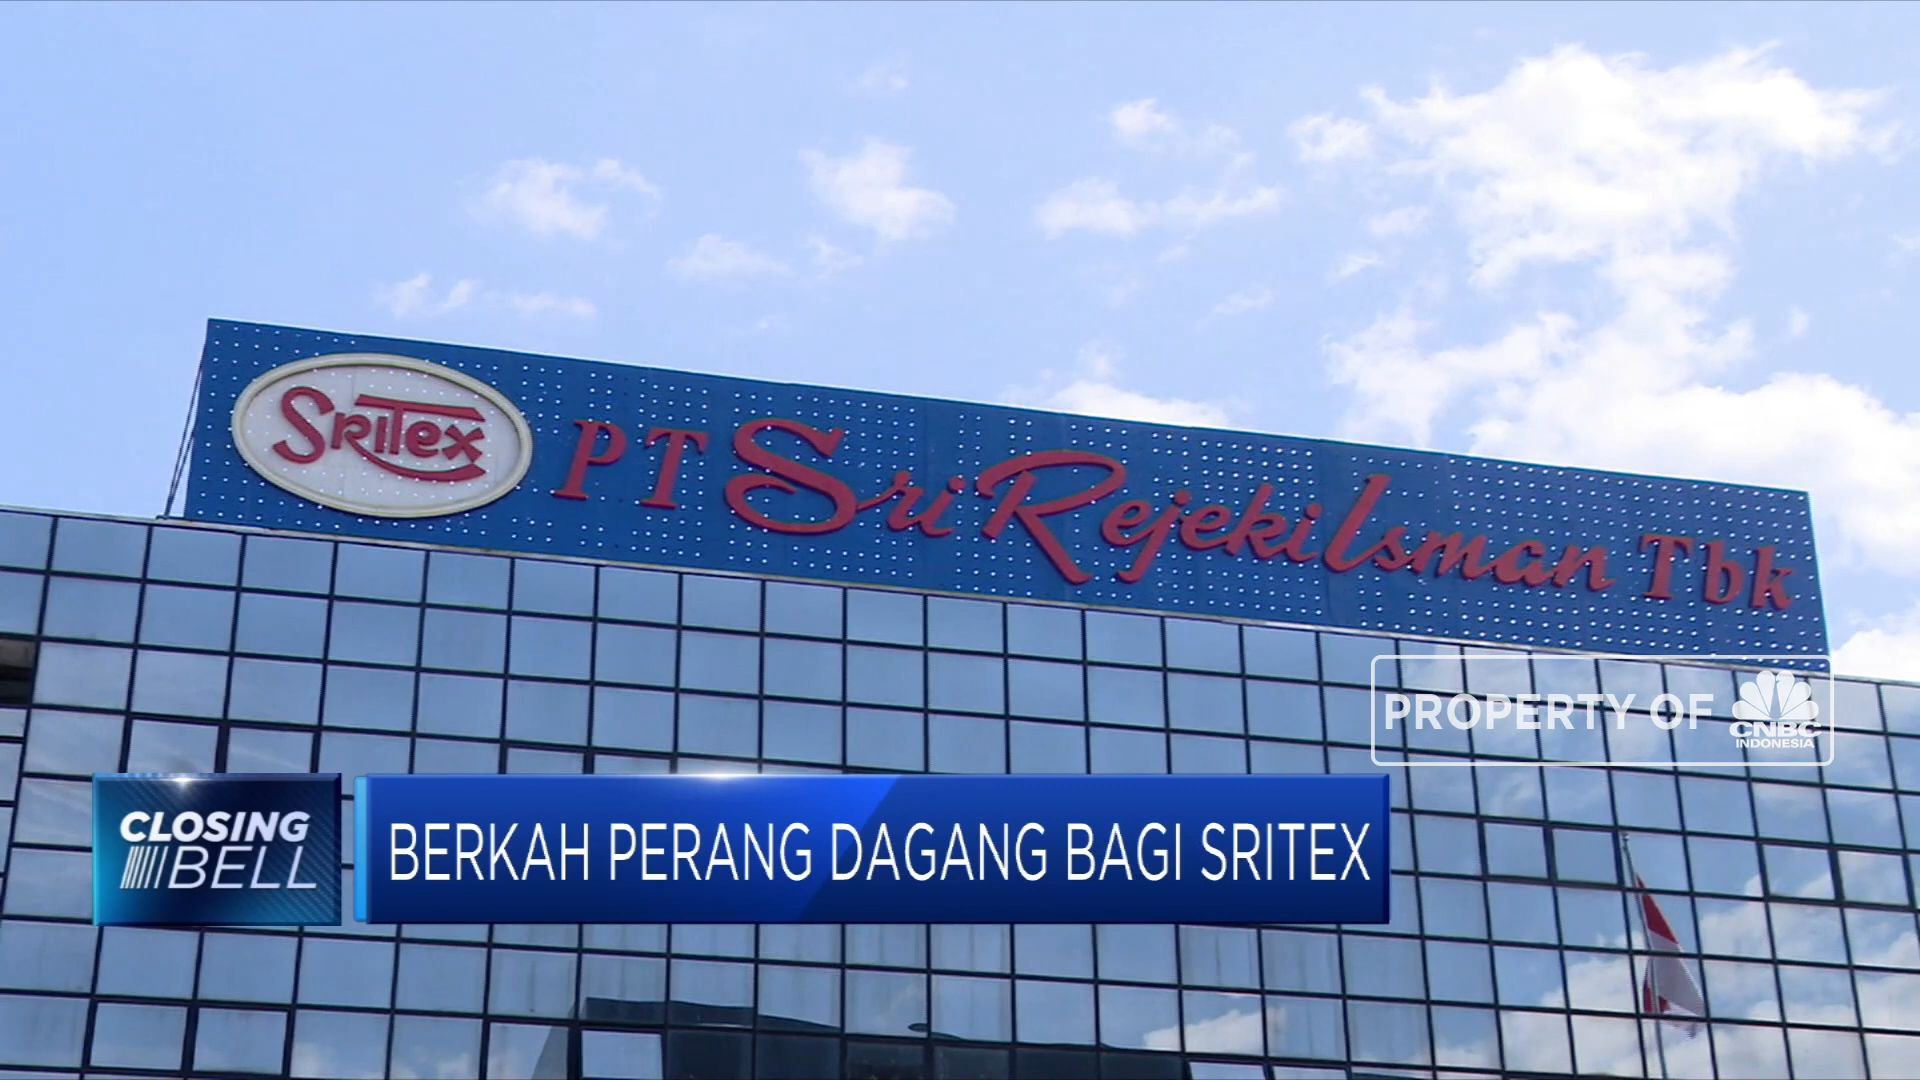 SRITEX
PT Sri Rejeki Isman Tbk
PROPERTY OF CNBC INDONESIA
CLOSING BELL
BERKAH PERANG DAGANG BAGI SRITEX